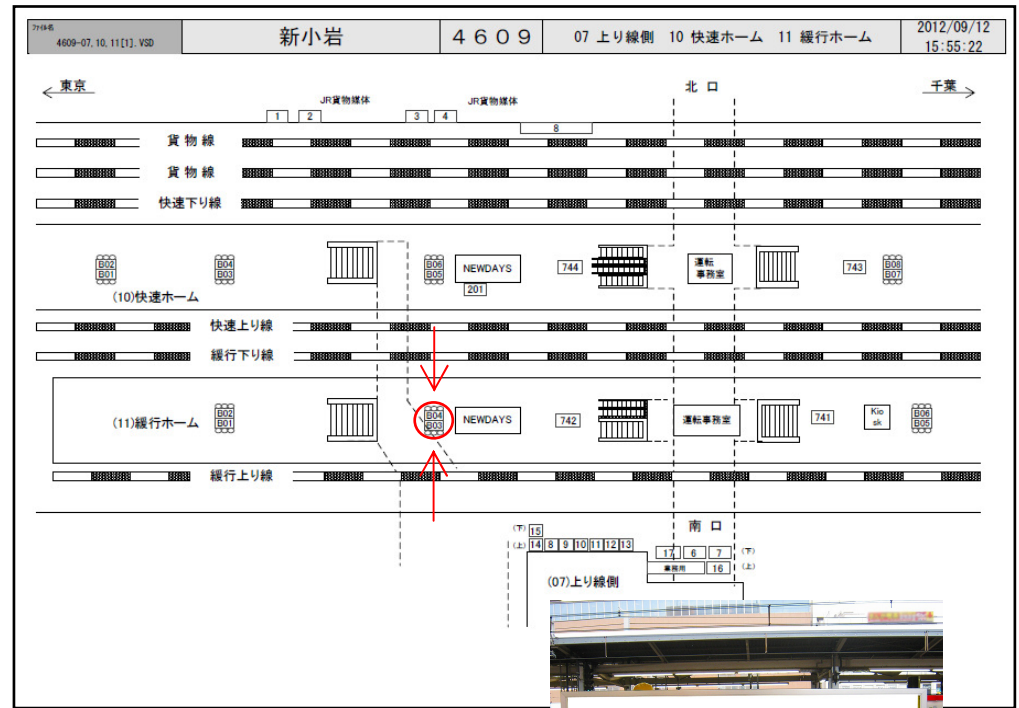 ファイル名
4609-07,10,11[1].VSD
新小岩
4609
07 上り線側 10 快速ホーム 11 緩行ホーム
2012/09/12
15:55:22
東京
北 口
千葉
JR貨物媒体
JR貨物媒体
1 2 3 4
8
貨 物 線
貨 物 線
快速下り線
B02 B04 B06 運転 B08
B01 B03 B05 NEWDAYS 744 事務室 743 B07
201
(10)快速ホーム
快速上り線
緩行下り線
B02 B04 Kio B06
(11)緩行ホーム B01 B03 NEWDAYS 742 運転事務室 741 sk B05
緩行上り線
南 口
(下) 15
(上) 14 8 9 10 11 12 13
17 6 7 (下)
業務用 16 (上)
(07)上り線側